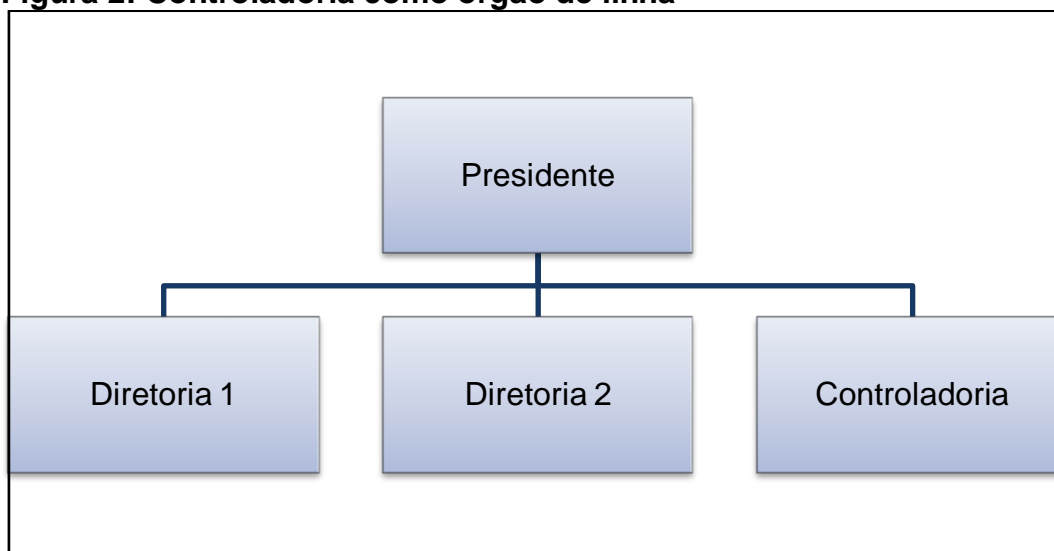 Figura 2: Controladoria como órgão de linha
Presidente
Diretoria 1
Diretoria 2
Controladoria